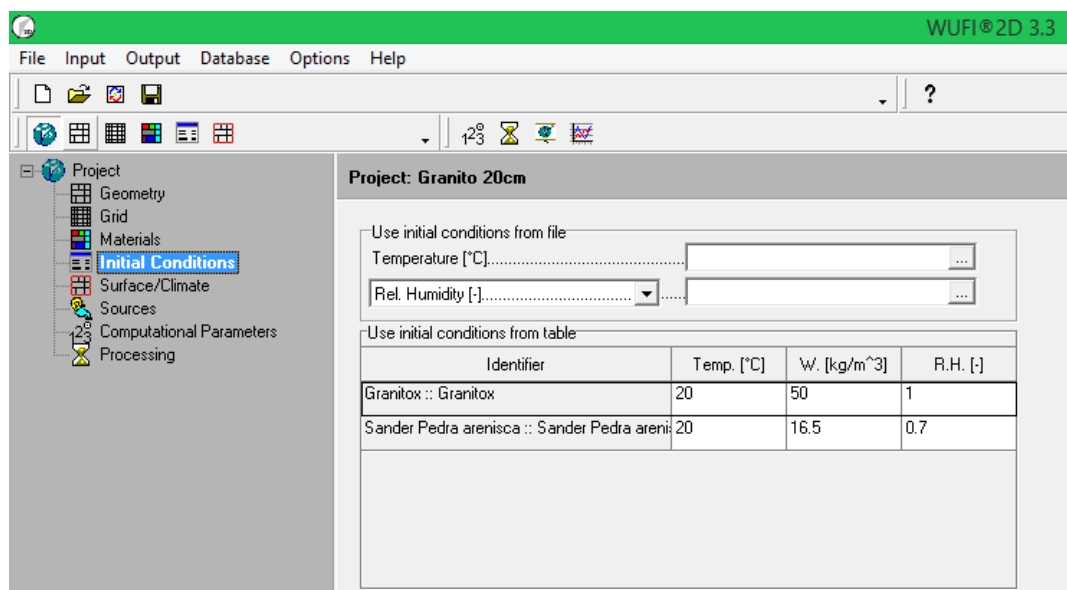 WUFI®2D 3.3
File Input Output Database Options Help
?
Project
Geometry
Grid
Materials
Initial Conditions
Surface/Climate
Sources
Computational Parameters
Processing
Project: Granito 20cm
Use initial conditions from file
Temperature [°C]........................................... ...
Rel. Humidity [-].................................. ...... ...
Use initial conditions from table
Identifier Temp. [°C] W. [kg/m^3] R.H. [-]
Granitox :: Granitox 20 50 1
Sander Pedra arenisca :: Sander Pedra areni 20 16.5 0.7